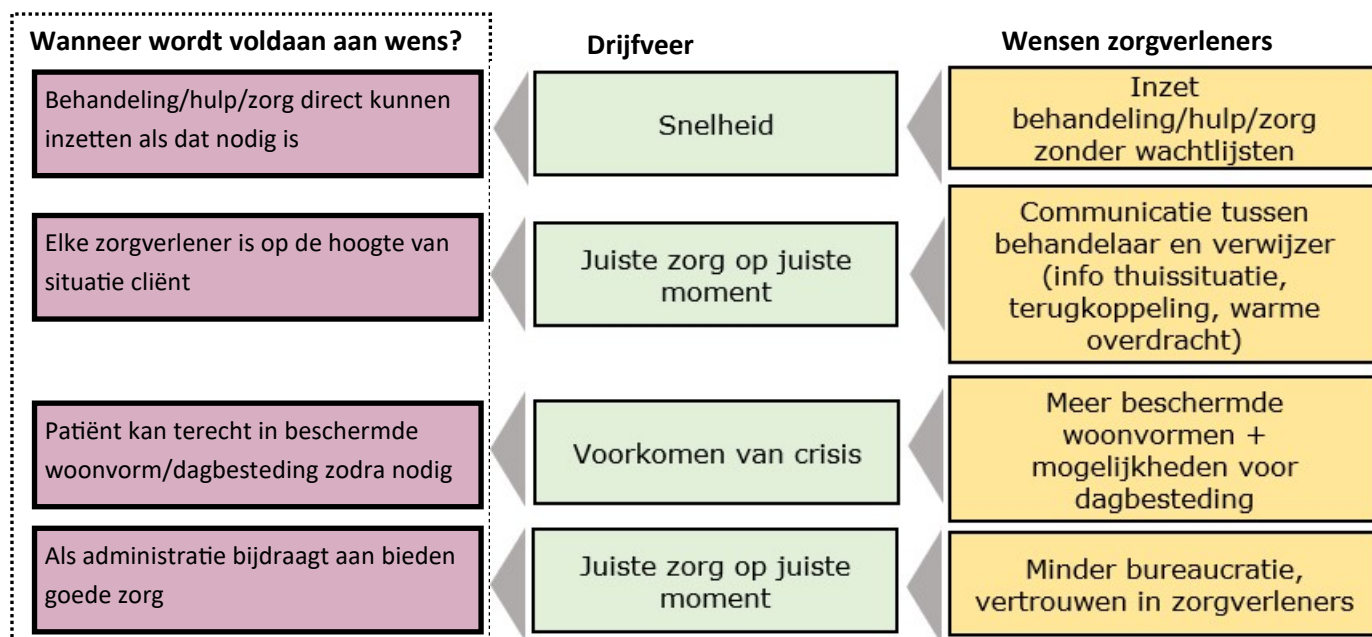 Wanneer wordt voldaan aan wens?
Drijfveer
Wensen zorgverleners
Behandeling/hulp/zorg direct kunnen
inzetten als dat nodig is
Snelheid
Inzet
behandeling/hulp/zorg
zonder wachtlijsten
Elke zorgverlener is op de hoogte van
situatie cliënt
Juiste zorg op juiste
moment
Communicatie tussen
behandelaar en verwijzer
(info thuissituatie,
terugkoppeling, warme
overdracht)
Patiënt kan terecht in beschermde
woonvorm/dagbesteding zodra nodig
Voorkomen van crisis
Meer beschermde
woonvormen +
mogelijkheden voor
dagbesteding
Als administratie bijdraagt aan bieden
goede zorg
Juiste zorg op juiste
moment
Minder bureaucratie,
vertrouwen in zorgverleners